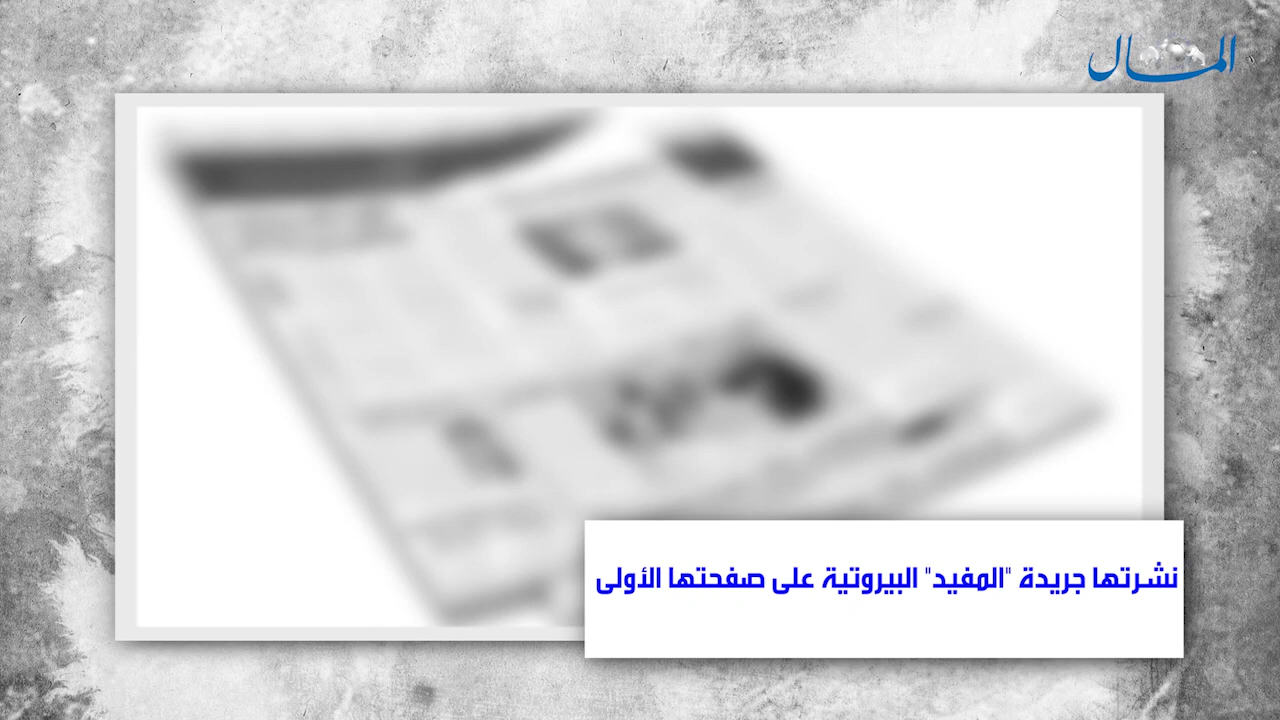 المال
نشرتها جريدة "المفيد" البيروتية على صفحتها الأولى